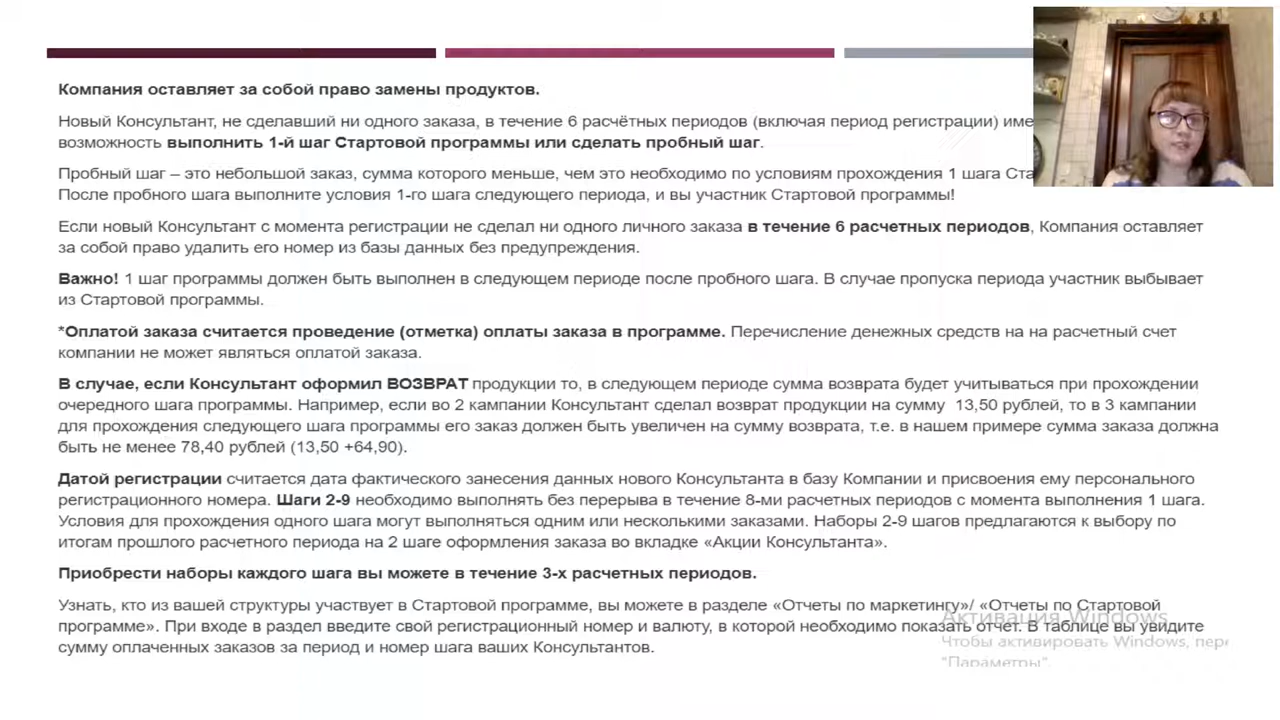 Компания оставляет за собой право замены продуктов.
Новый Консультант, не сделавший ни одного заказа, в течение 6 расчётных периодов (включая период регистрации) име
возможность выполнить 1-й шаг Стартовой программы или сделать пробный шаг.
Пробный шаг – это небольшой заказ, сумма которого меньше, чем это необходимо по условиям прохождения 1 шага Ста
После пробного шага выполните условия 1-го шага следующего периода, и вы участник Стартовой программы!
Если новый Консультант с момента регистрации не сделал ни одного личного заказа в течение 6 расчетных периодов, Компания оставляет
за собой право удалить его номер из базы данных без предупреждения.
Важно! 1 шаг программы должен быть выполнен в следующем периоде после пробного шага. В случае пропуска периода участник выбывает
из Стартовой программы.
*Оплатой заказа считается проведение (отметка) оплаты заказа в программе. Перечисление денежных средств на на расчетный счет
компании не может являться оплатой заказа.
В случае, если Консультант оформил ВОЗВРАТ продукции то, в следующем периоде сумма возврата будет учитываться при прохождении
очередного шага программы. Например, если во 2 кампании Консультант сделал возврат продукции на сумму 13,50 рублей, то в 3 кампании
для прохождения следующего шага программы его заказ должен быть увеличен на сумму возврата, т.е. в нашем примере сумма заказа должна
быть не менее 78,40 рублей (13,50 +64,90).
Датой регистрации считается дата фактического занесения данных нового Консультанта в базу Компании и присвоения ему персонального
регистрационного номера. Шаги 2-9 необходимо выполнять без перерыва в течение 8-ми расчетных периодов с момента выполнения 1 шага.
Условия для прохождения одного шага могут выполняться одним или несколькими заказами. Наборы 2-9 шагов предлагаются к выбору по
итогам прошлого расчетного периода на 2 шаге оформления заказа во вкладке «Акции Консультанта».
Приобрести наборы каждого шага вы можете в течение 3-х расчетных периодов.
Узнать, кто из вашей структуры участвует в Стартовой программе, вы можете в разделе «Отчеты по маркетингу»/ «Отчеты по Стартовой
программе». При входе в раздел введите свой регистрационный номер и валюту, в которой необходимо показать отчет. В таблице вы увидите
сумму оплаченных заказов за период и номер шага ваших Консультантов.
Активация Windows
Чтобы активировать Windows, пере
"Параметры".